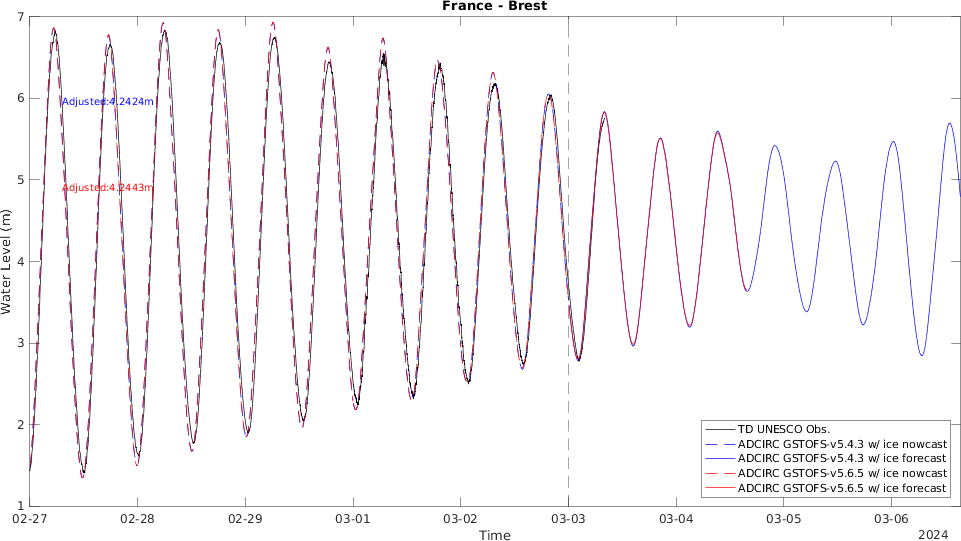 France - Brest
7
6
5
4
3
2
1
Water Level (m)
Adjusted:4.2424m
Adjusted:4.2443m
TD UNESCO Obs.
ADCIRC GSTOFS-v5.4.3 w/ ice nowcast
ADCIRC GSTOFS-v5.4.3 w/ ice forecast
ADCIRC GSTOFS-v5.6.5 w/ ice nowcast
ADCIRC GSTOFS-v5.6.5 w/ ice forecast
02-27 02-28 02-29 03-01 03-02 03-03 03-04 03-05 03-06
Time
2024